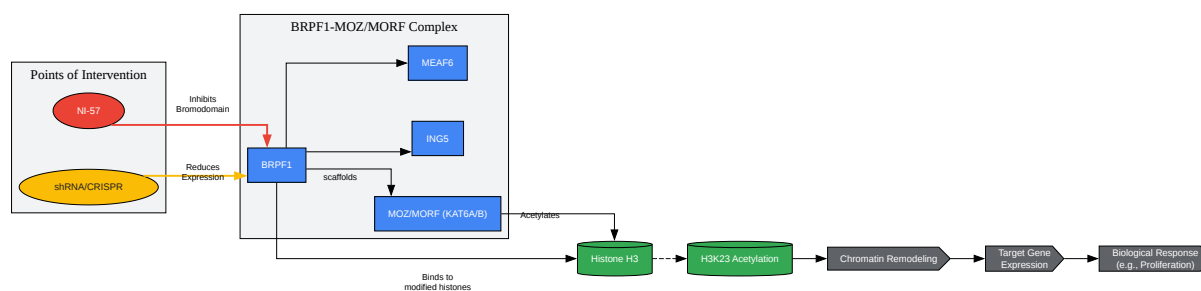 BRPF1-MOZ/MORF Complex
MEAF6
Points of Intervention
NI-57
Inhibits
Bromodomain
ING5
BRPF1
Reduces
Expression
shRNA/CRISPR
scaffolds
MOZ/MORF (KAT6A/B)
Acetylates
Histone H3
H3K23 Acetylation
Chromatin Remodeling
Target Gene
Expression
Biological Response
(e.g., Proliferation)
Binds to
modified histones